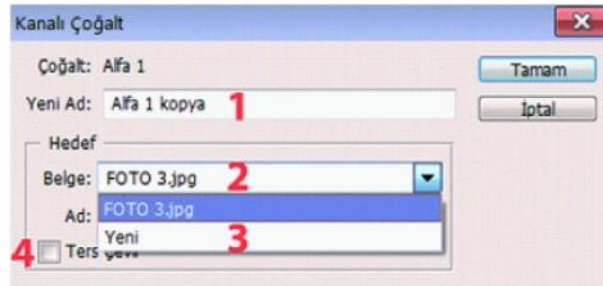 Kanalı Çoğalt
Çoğalt: Alfa 1
Tamam
Yeni Ad: Alfa 1 kopya 1
İptal
Hedef
Belge: FOTO 3.jpg 2
Ad: FOTO 3.jpg
Yeni 3
4 Ters